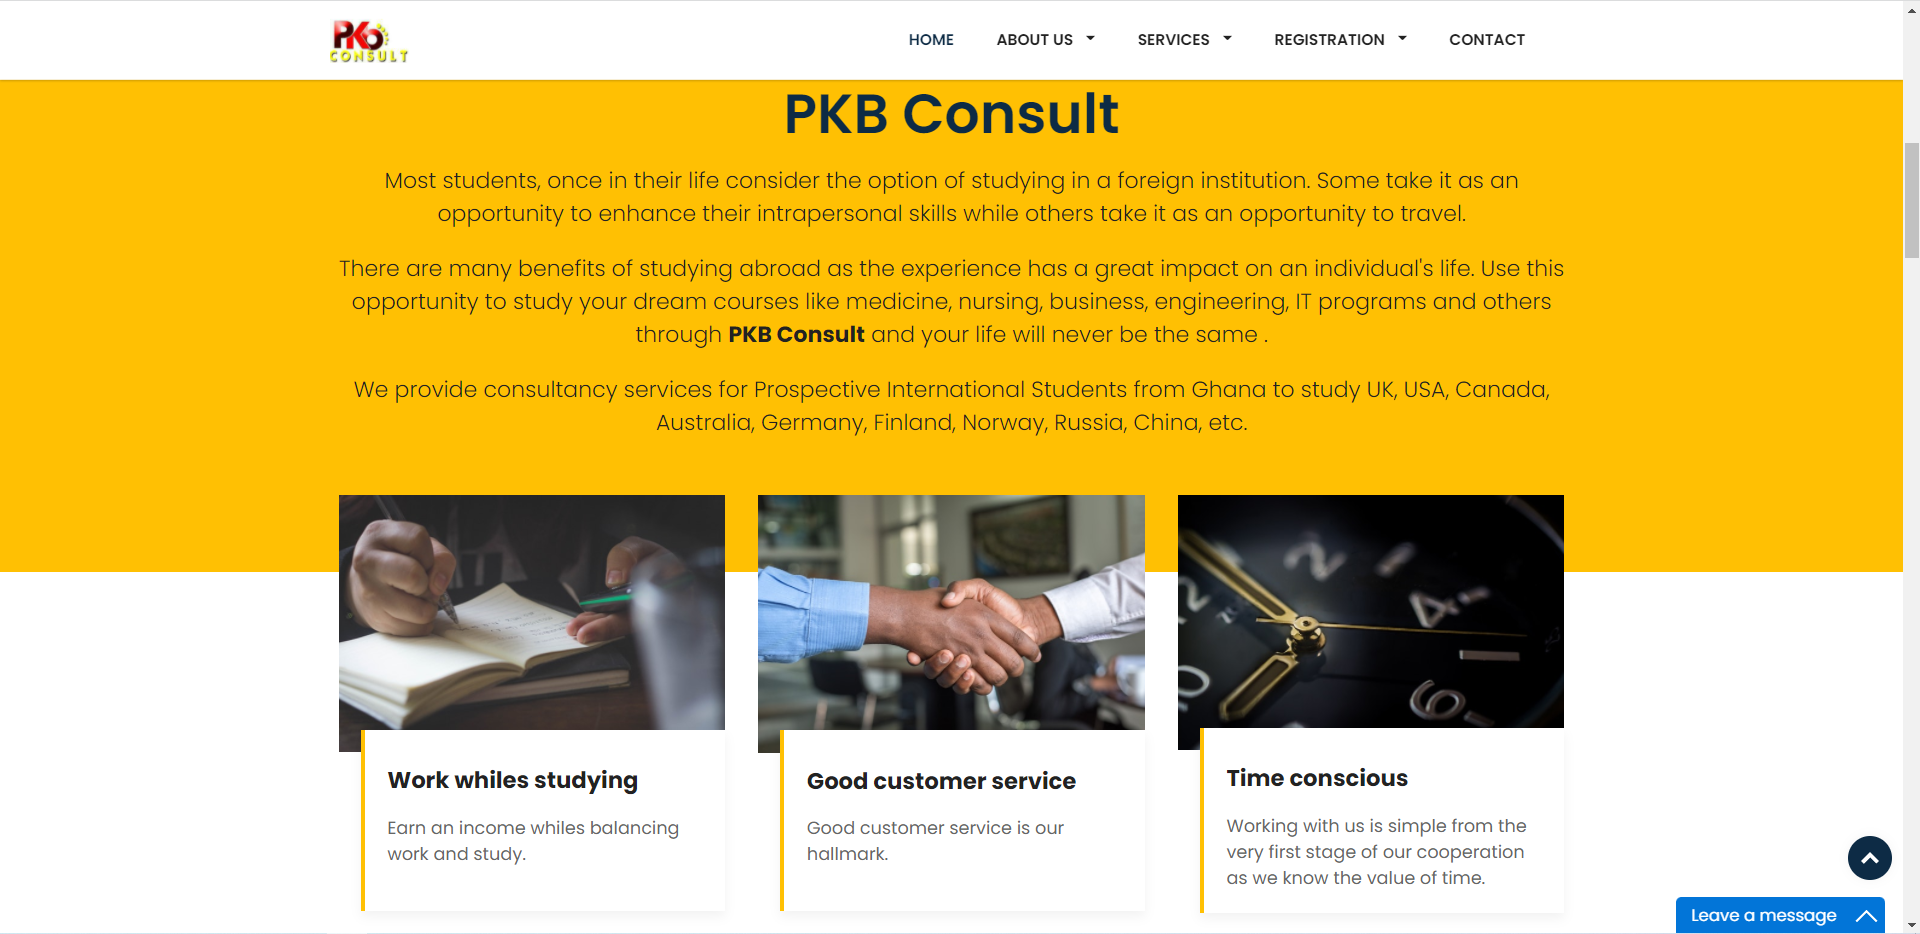 PKb
CONSULT
HOME
ABOUT US
SERVICES
REGISTRATION
CONTACT
PKB Consult
Most students, once in their life consider the option of studying in a foreign institution. Some take it as an
opportunity to enhance their intrapersonal skills while others take it as an opportunity to travel.
There are many benefits of studying abroad as the experience has a great impact on an individual's life. Use this
opportunity to study your dream courses like medicine, nursing, business, engineering, IT programs and others
through PKB Consult and your life will never be the same .
We provide consultancy services for Prospective International Students from Ghana to study UK, USA, Canada,
Australia, Germany, Finland, Norway, Russia, China, etc.
2
4
6
Work whiles studying
Earn an income whiles balancing
work and study.
Good customer service
Good customer service is our
hallmark.
Time conscious
Working with us is simple from the
very first stage of our cooperation
as we know the value of time.
Leave a message